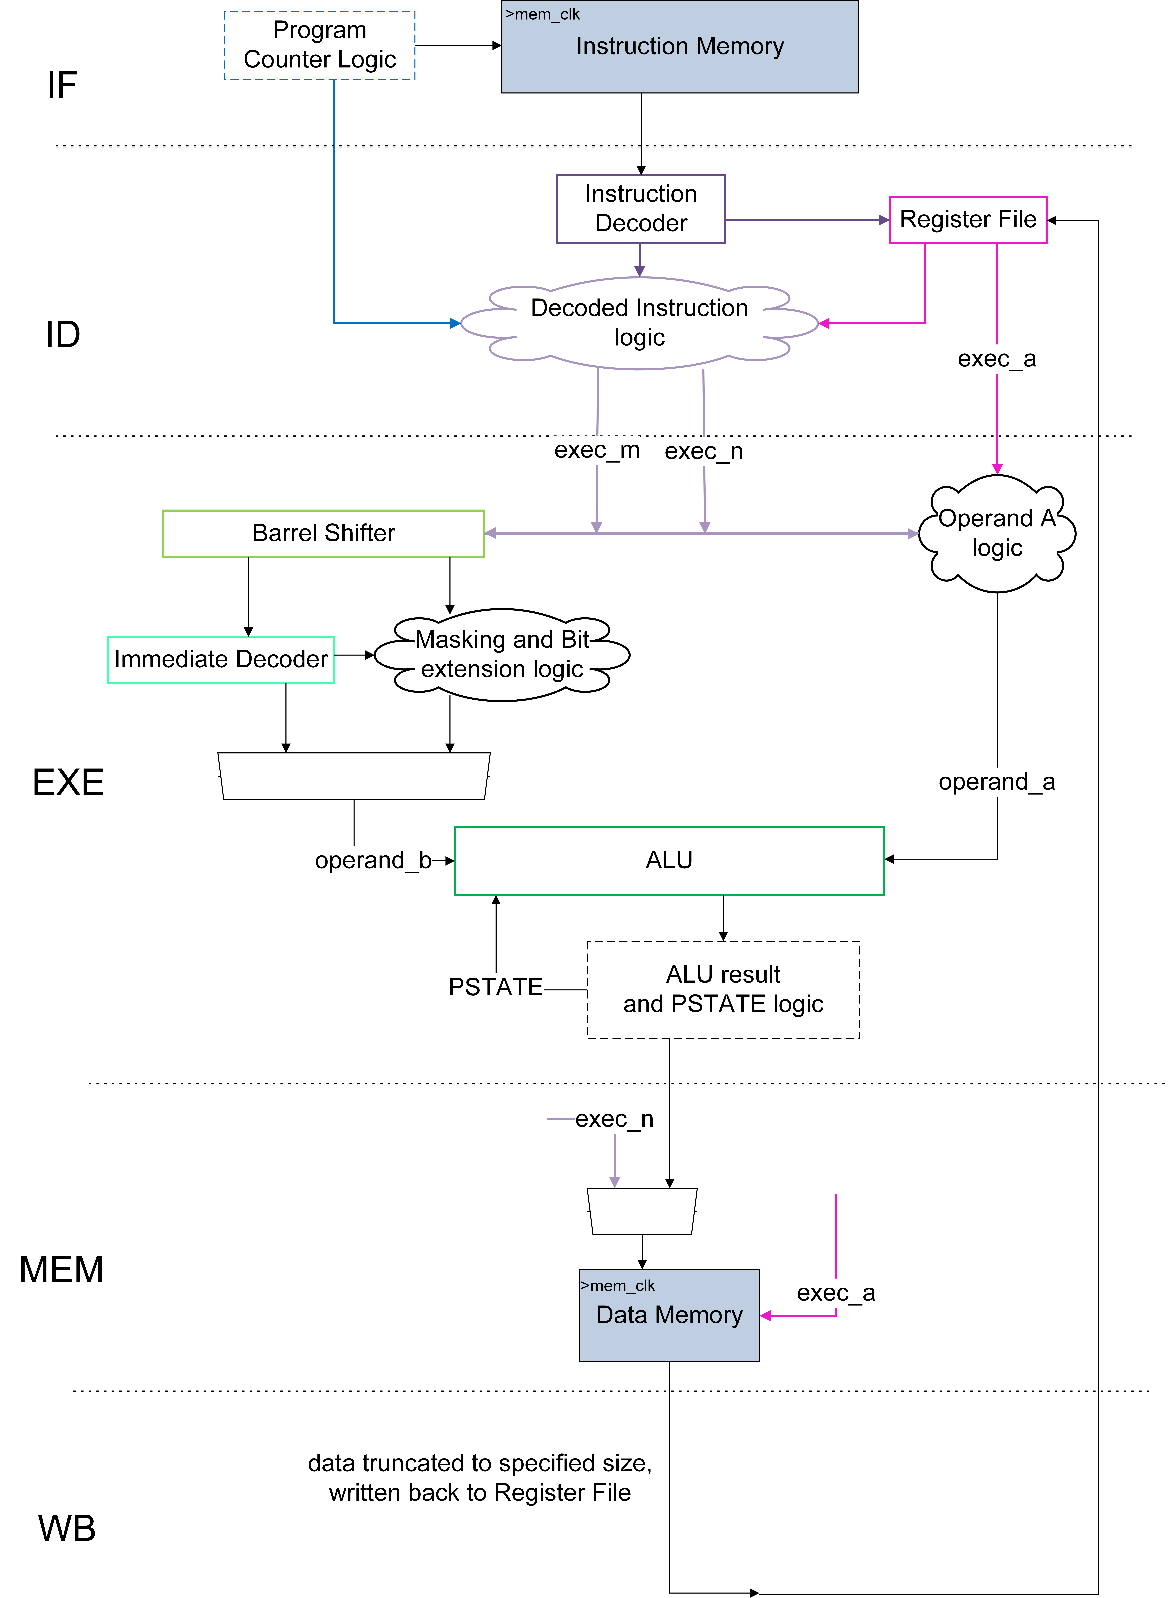 Program
Counter Logic
>mem_clk
Instruction Memory
IF
Instruction
Decoder
Register File
Decoded Instruction
logic
ID
exec_a
exec_m
exec_n
Barrel Shifter
Operand A
logic
Immediate Decoder
Masking and Bit
extension logic
EXE
operand_a
operand_b
ALU
PSTATE
ALU result
and PSTATE logic
exec_n
MEM
>mem_clk
Data Memory
exec_a
data truncated to specified size,
written back to Register File
WB